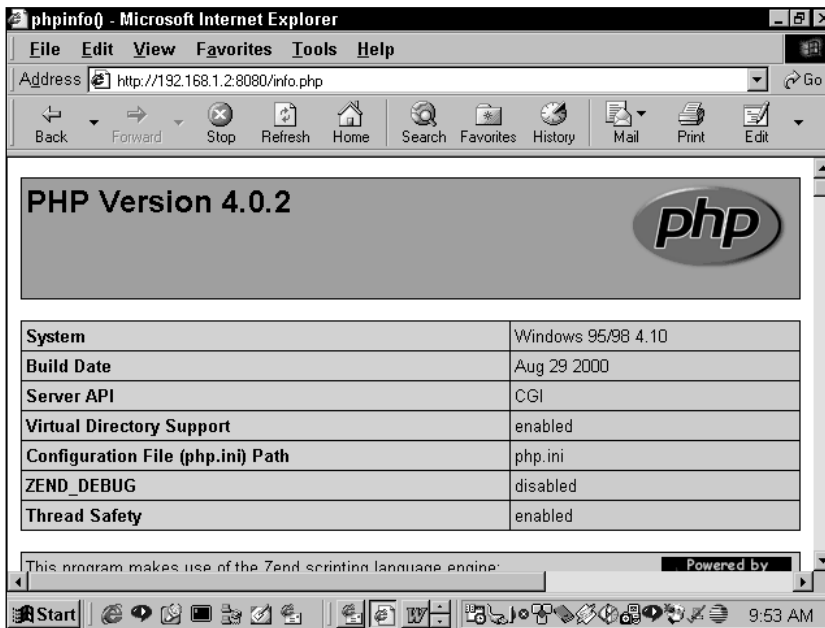 phpinfo() - Microsoft Internet Explorer
File Edit View Favorites Tools Help
Address http://192.168.1.2:8080/info.php Go
Back Forward Stop Refresh Home Search Favorites History Mail Print Edit
PHP Version 4.0.2
php
System Windows 95/98 4.10
Build Date Aug 29 2000
Server API CGI
Virtual Directory Support enabled
Configuration File (php.ini) Path php.ini
ZEND_DEBUG disabled
Thread Safety enabled
This program makes use of the Zend scripting language engine:
Powered by
Start 9:53 AM